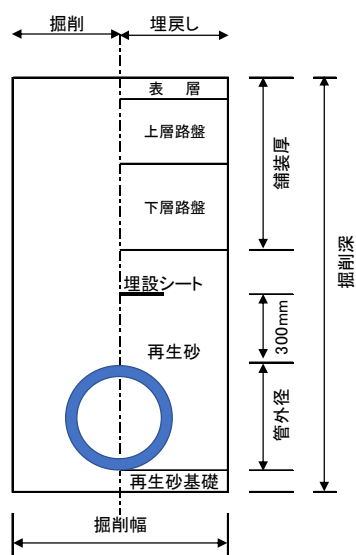 掘削
埋戻し
表 層
上層路盤
下層路盤
舗装厚
掘削深
埋設シート
300mm
再生砂
管外径
再生砂基礎
掘削幅